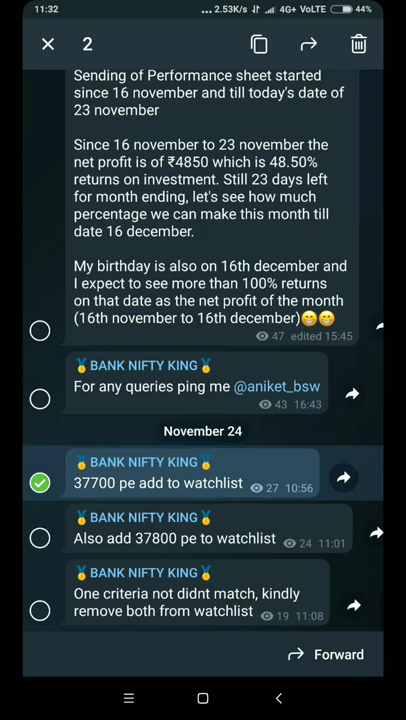 11:32
... 2.53K/s 4G+ VoLTE 44%
2
Sending of Performance sheet started
since 16 november and till today's date of
23 november
Since 16 november to 23 november the
net profit is of ₹4850 which is 48.50%
returns on investment. Still 23 days left
for month ending, let's see how much
percentage we can make this month till
date 16 december.
My birthday is also on 16th december and
I expect to see more than 100% returns
on that date as the net profit of the month
(16th november to 16th december)😁😁
47 edited 15:45
🥇BANK NIFTY KING🥇
For any queries ping me @aniket_bsw
43 16:43
November 24
🥇BANK NIFTY KING🥇
37700 pe add to watchlist 27 10:56
🥇BANK NIFTY KING🥇
Also add 37800 pe to watchlist 24 11:01
🥇BANK NIFTY KING🥇
One criteria not didnt match, kindly
remove both from watchlist 19 11:08
Forward